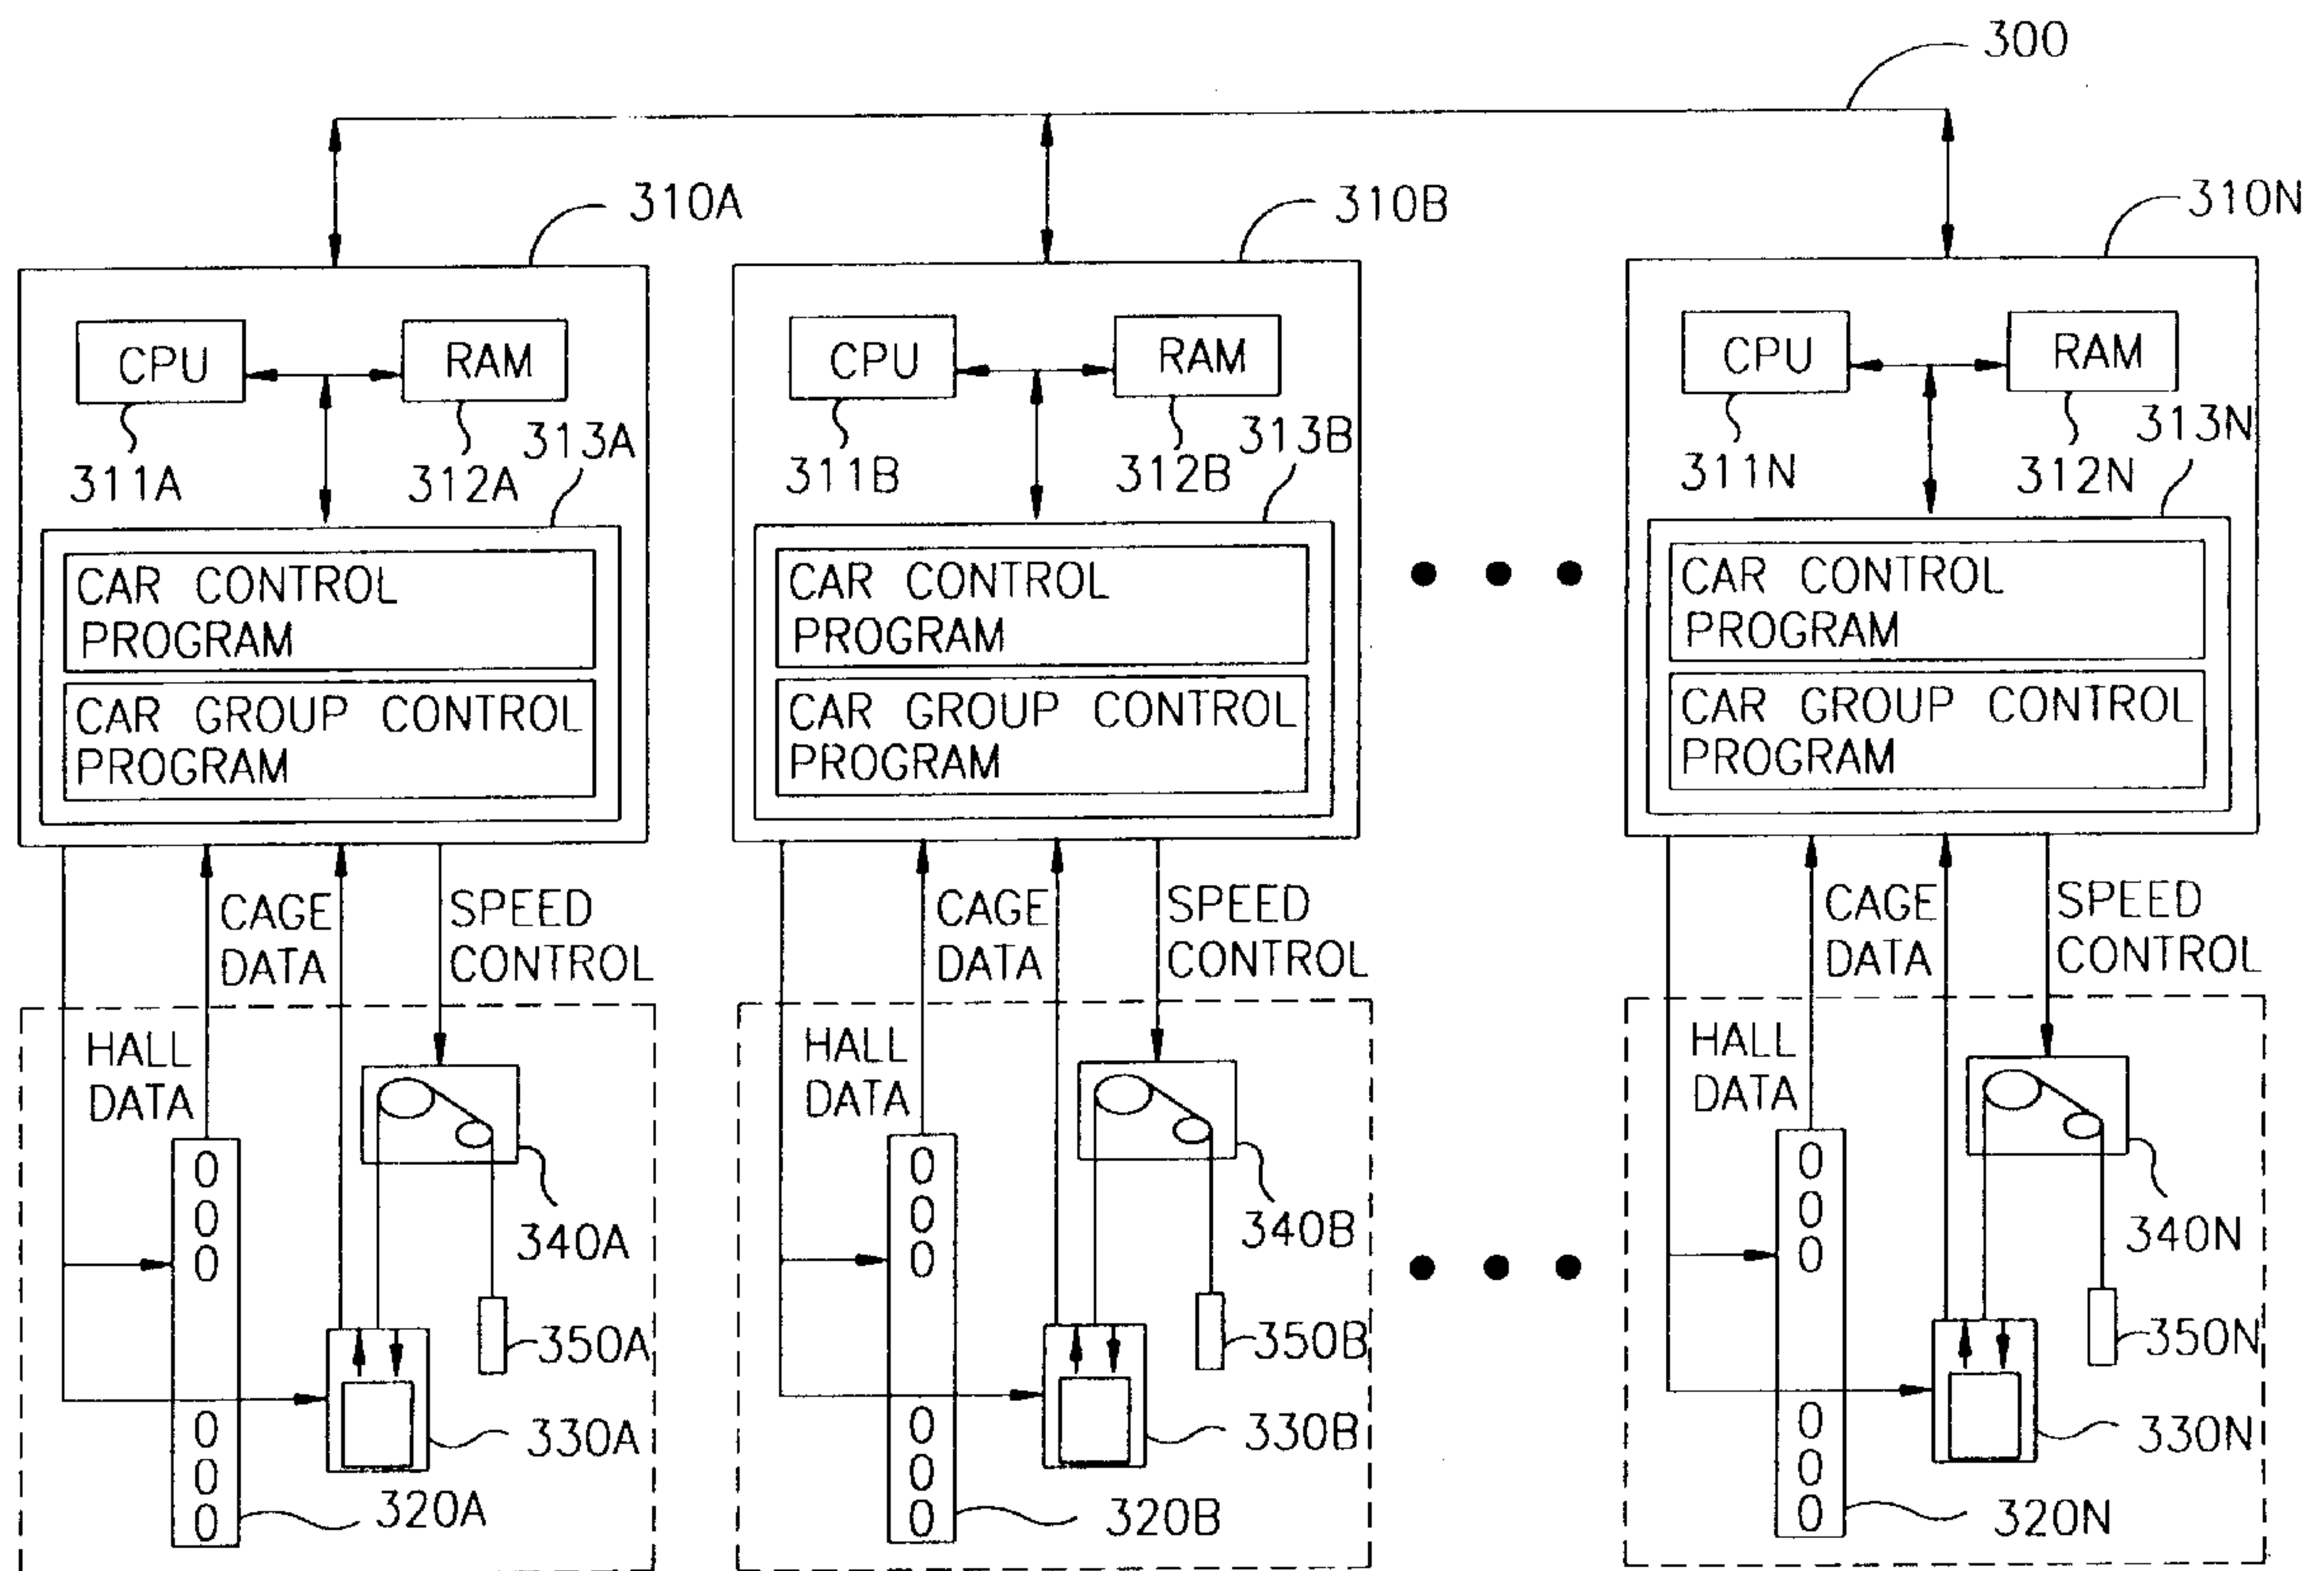 300
310A
310B
310N
CPU
RAM
311A
312A
313A
CAR CONTROL
PROGRAM
CAR GROUP CONTROL
PROGRAM
CPU
RAM
311B
312B
313B
CAR CONTROL
PROGRAM
CAR GROUP CONTROL
PROGRAM
CPU
RAM
311N
312N
313N
CAR CONTROL
PROGRAM
CAR GROUP CONTROL
PROGRAM
CAGE
DATA
SPEED
CONTROL
HALL
DATA
340A
350A
330A
320A
CAGE
DATA
SPEED
CONTROL
HALL
DATA
340B
350B
330B
320B
CAGE
DATA
SPEED
CONTROL
HALL
DATA
340N
350N
330N
320N